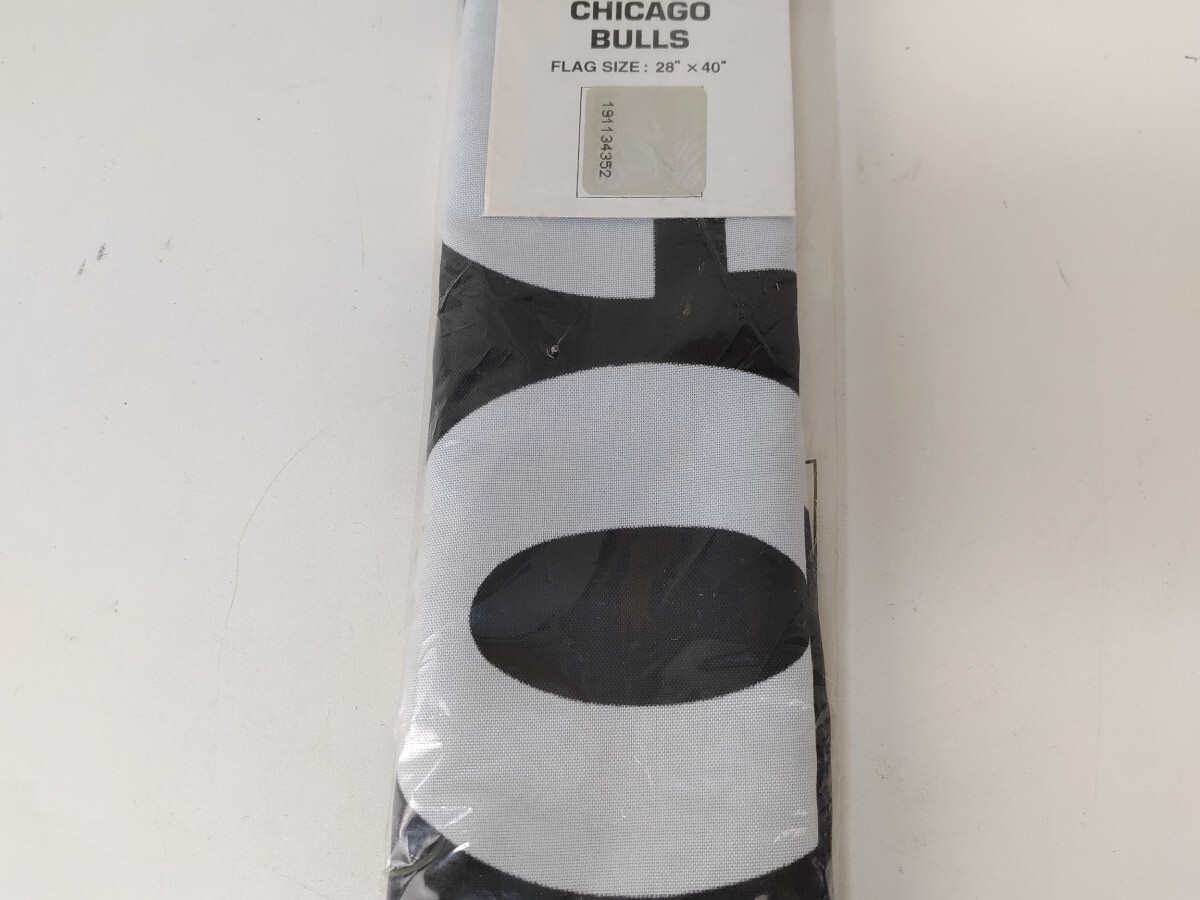 CHICAGO
BULLS
FLAG SIZE: 28" × 40"
191134352